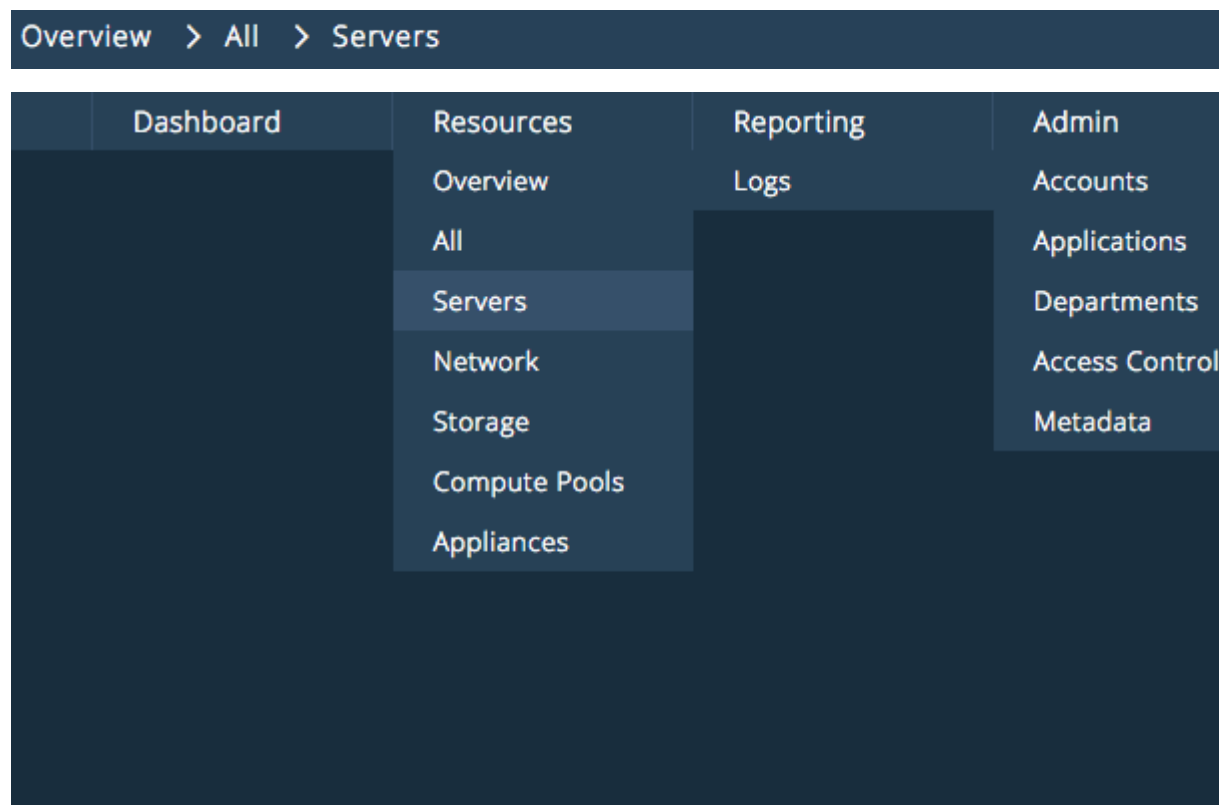 Overview > All > Servers
Dashboard Resources Reporting Admin
Overview Logs Accounts
All Applications
Servers Departments
Network Access Control
Storage Metadata
Compute Pools
Appliances